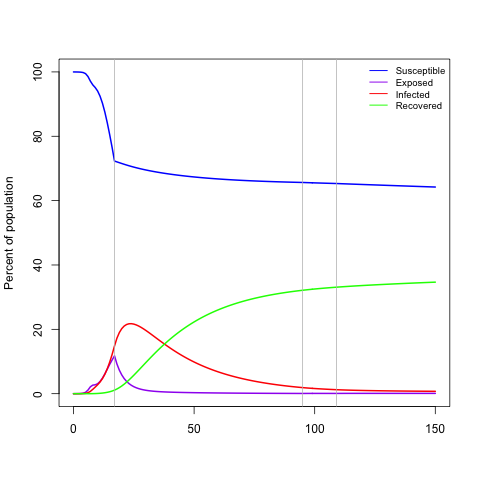 Susceptible
Exposed
Infected
Recovered
Percent of population
100
80
60
40
20
0
0 50 100 150